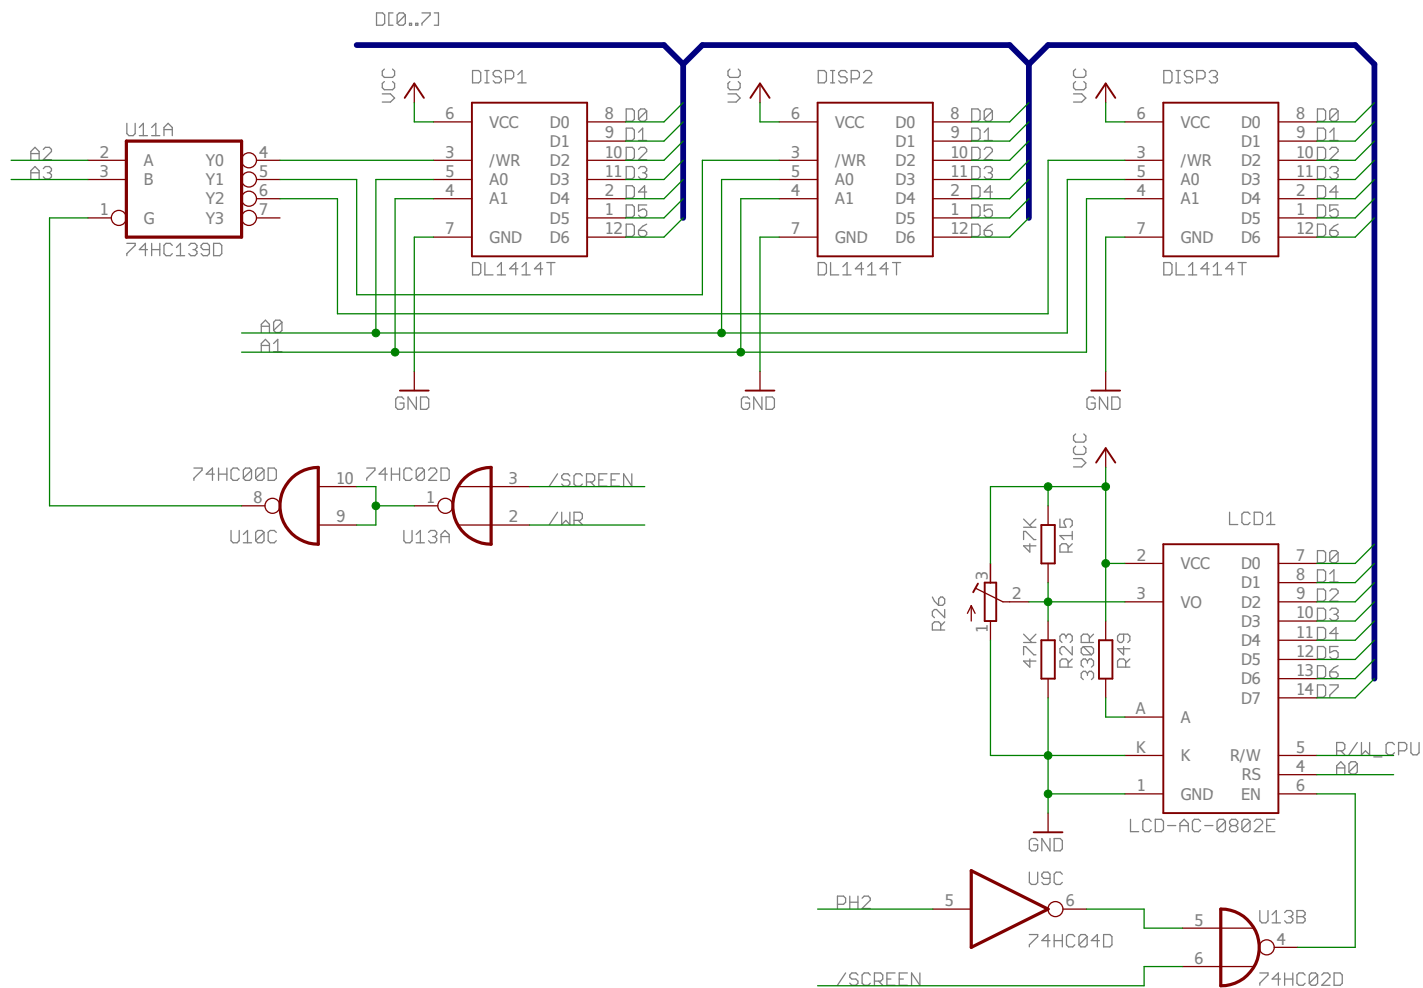 D[0..7]
DISP1
DISP2
DISP3
VCC
VCC
VCC
U11A
A2 2 A Y0 4
A3 3 B Y1 5
Y2 6
1 G Y3 7
74HC139D
6 VCC D0 8 D0
D1 9 D1
3 /WR D2 10 D2
5 A0 D3 11 D3
4 A1 D4 2 D4
D5 1 D5
7 GND D6 12 D6
DL1414T
6 VCC D0 8 D0
D1 9 D1
3 /WR D2 10 D2
5 A0 D3 11 D3
4 A1 D4 2 D4
D5 1 D5
7 GND D6 12 D6
DL1414T
6 VCC D0 8 D0
D1 9 D1
3 /WR D2 10 D2
5 A0 D3 11 D3
4 A1 D4 2 D4
D5 1 D5
7 GND D6 12 D6
DL1414T
A0
A1
GND
GND
GND
74HC00D
10
8
9
U10C
74HC02D
3 /SCREEN
1
2 /WR
U13A
VCC
47K R15
R26
3
2
1
47K R23
330R R49
LCD1
2 VCC D0 7 D0
D1 8 D1
3 VO D2 9 D2
D3 10 D3
D4 11 D4
D5 12 D5
D6 13 D6
D7 14 D7
A A
K K R/W 5 R/W_CPU
RS 4 A0
1 GND EN 6
LCD-AC-0802E
GND
U9C
PH2 5 6
74HC04D
U13B
5
4
6
/SCREEN
74HC02D